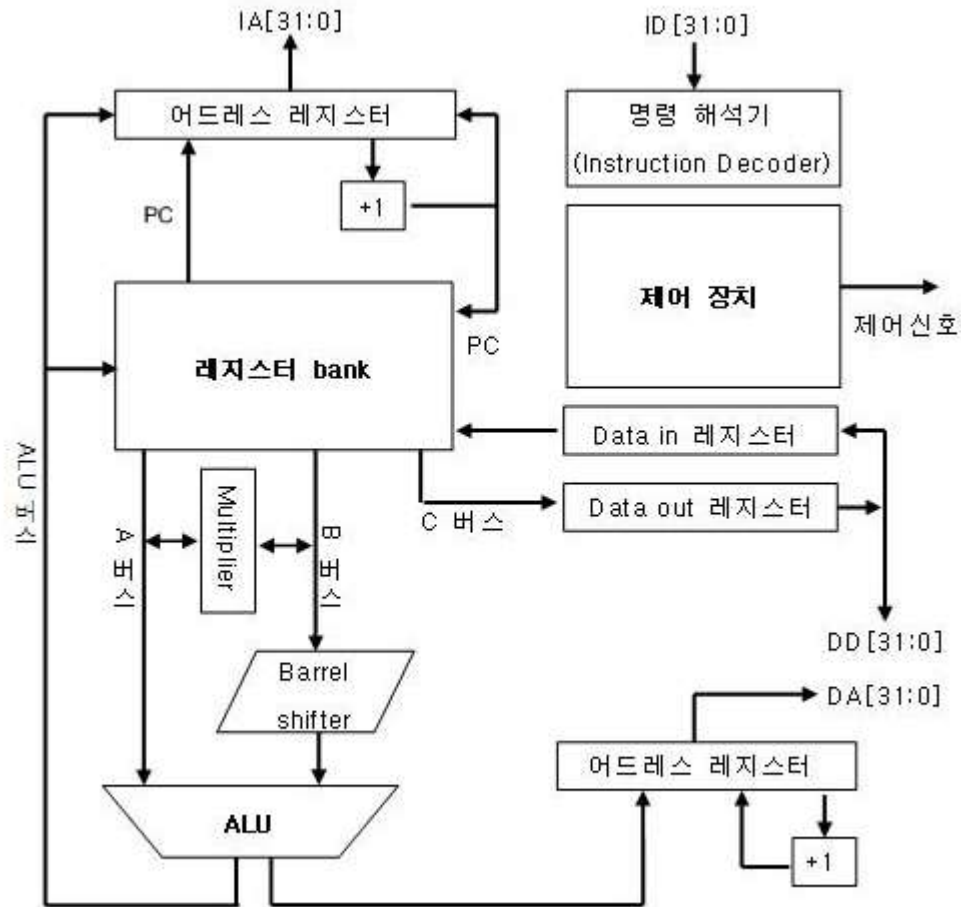 IA[31:0]
ID[31:0]
어드레스 레지스터
명령 해석기
(Instruction Decoder)
+1
PC
제어 장치
제어신호
PC
레지스터 bank
Data in 레지스터
Data out 레지스터
C 버스
ALU 버스
A 버스
Multiplier
B 버스
DD[31:0]
DA[31:0]
Barrel
shifter
어드레스 레지스터
ALU
+1